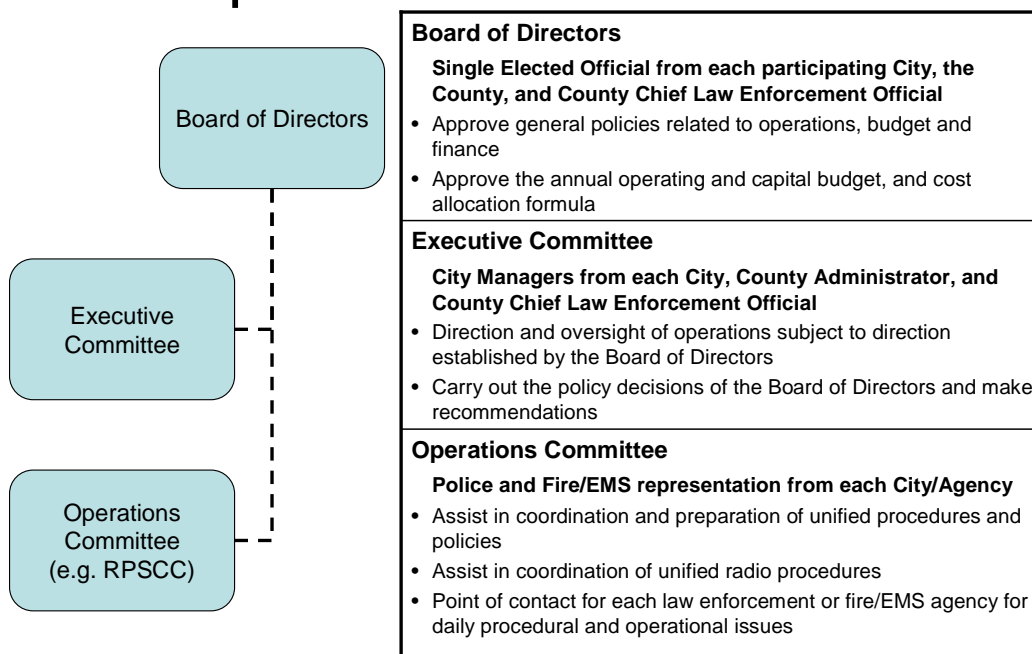 Board of Directors
Executive
Committee
Operations
Committee
(e.g. RPSCC)
Board of Directors
Single Elected Official from each participating City, the
County, and County Chief Law Enforcement Official
• Approve general policies related to operations, budget and
finance
• Approve the annual operating and capital budget, and cost
allocation formula
Executive Committee
City Managers from each City, County Administrator, and
County Chief Law Enforcement Official
• Direction and oversight of operations subject to direction
established by the Board of Directors
• Carry out the policy decisions of the Board of Directors and make
recommendations
Operations Committee
Police and Fire/EMS representation from each City/Agency
• Assist in coordination and preparation of unified procedures and
policies
• Assist in coordination of unified radio procedures
• Point of contact for each law enforcement or fire/EMS agency for
daily procedural and operational issues